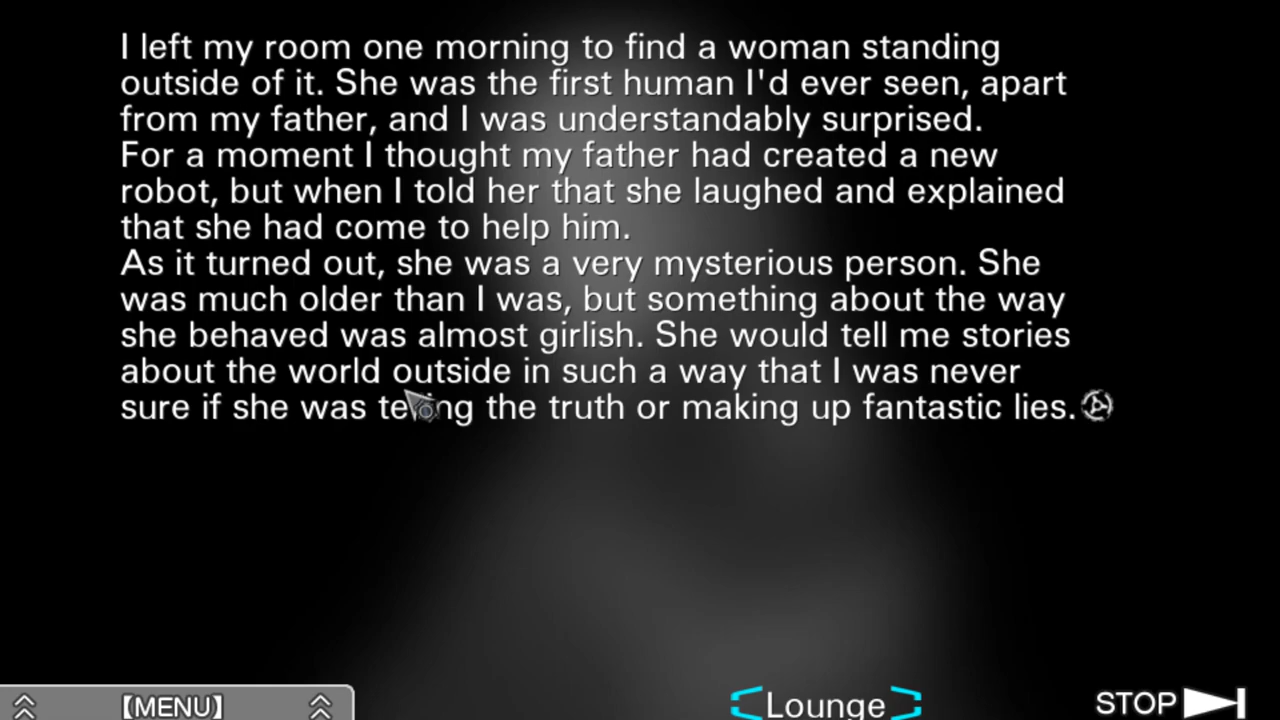 I left my room one morning to find a woman standing
outside of it. She was the first human I'd ever seen, apart
from my father, and I was understandably surprised.
For a moment I thought my father had created a new
robot, but when I told her that she laughed and explained
that she had come to help him.
As it turned out, she was a very mysterious person. She
was much older than I was, but something about the way
she behaved was almost girlish. She would tell me stories
about the world outside in such a way that I was never
sure if she was telling the truth or making up fantastic lies.
【MENU】
Lounge
STOP